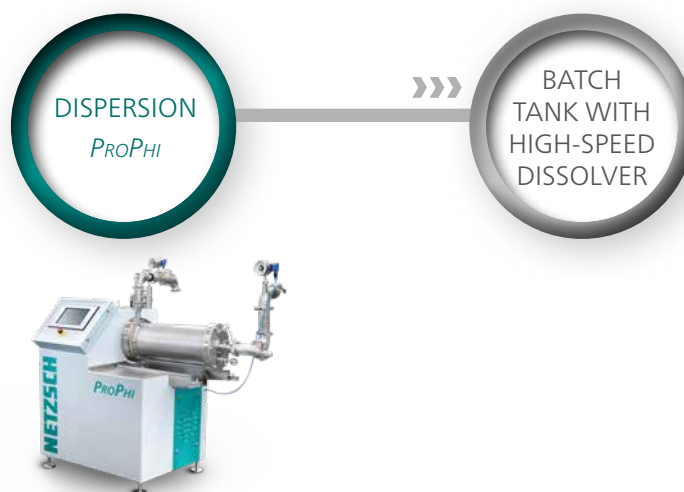 DISPERSION
PROPHI
BATCH
TANK WITH
HIGH-SPEED
DISSOLVER
NETZSCH
PROPHI